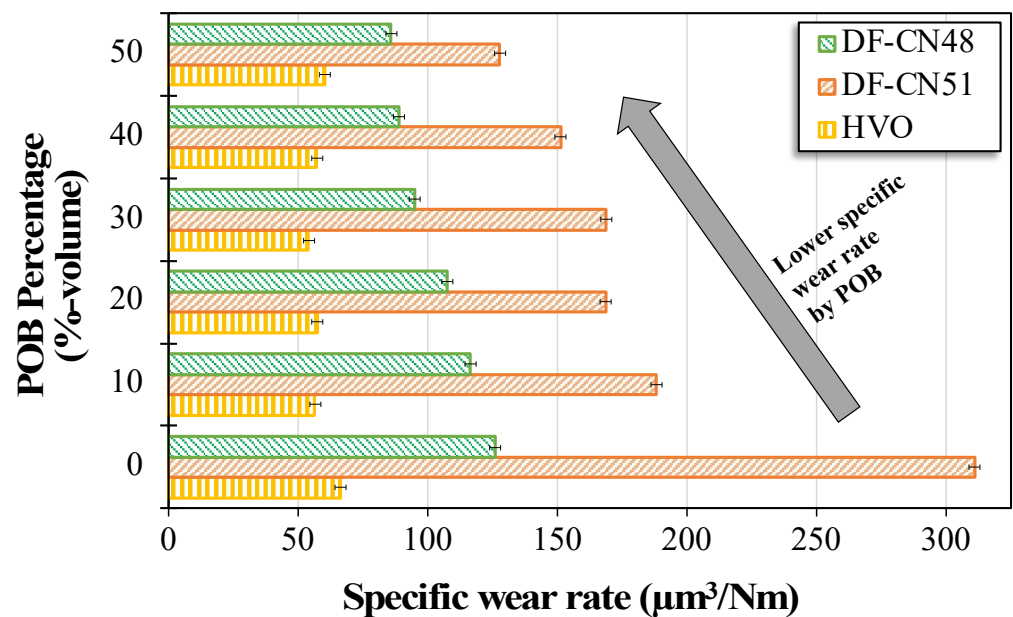 POB Percentage
(%-volume)
50
40
30
20
10
0
DF-CN48
DF-CN51
HVO
Lower specific
wear rate
by POB
0 50 100 150 200 250 300
Specific wear rate (μm³/Nm)